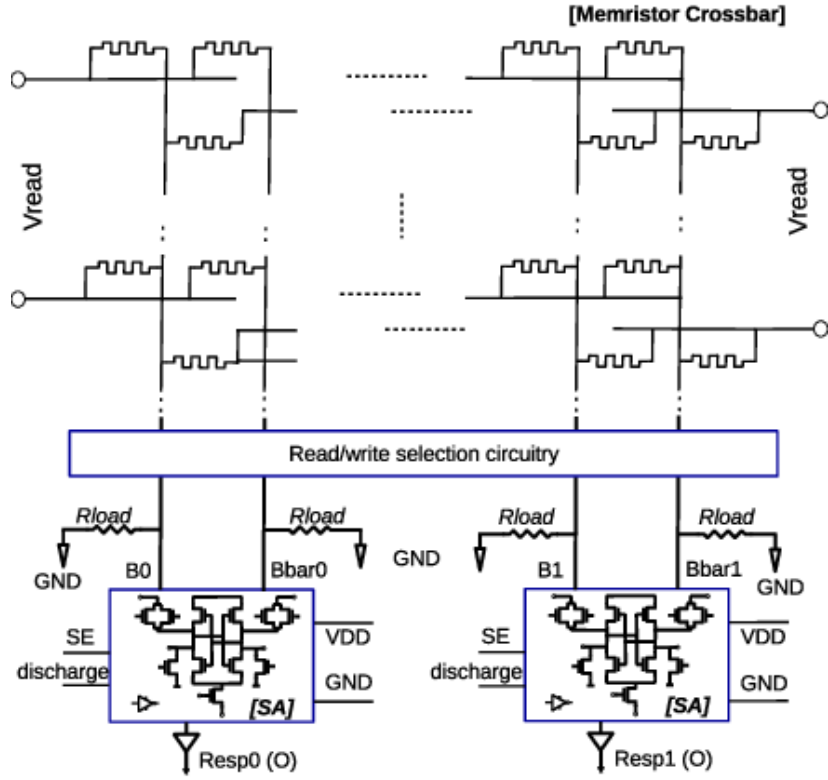 [Memristor Crossbar]
Vread
Vread
Read/write selection circuitry
Rload
Rload
Rload
Rload
GND
B0
Bbar0
GND
B1
Bbar1
GND
SE
VDD
SE
VDD
discharge
GND
discharge
GND
[SA]
[SA]
Resp0 (O)
Resp1 (O)